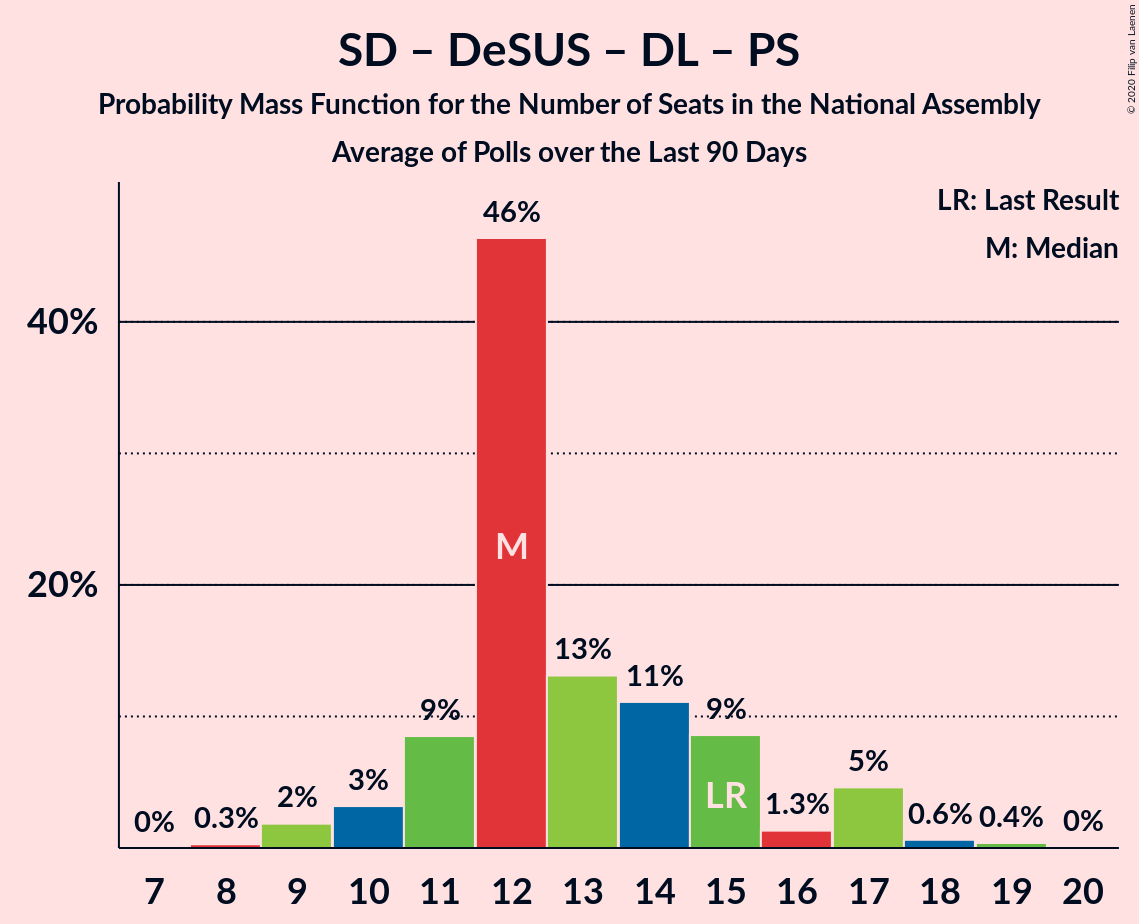 SD – DeSUS – DL – PS
Probability Mass Function for the Number of Seats in the National Assembly
Average of Polls over the Last 90 Days
© 2020 Filip van Laenen
LR: Last Result
M: Median
40%
20%
0%
0.3%
2%
3%
9%
46%
13%
11%
9%
1.3%
5%
0.6%
0.4%
0%
M
LR
7 8 9 10 11 12 13 14 15 16 17 18 19 20